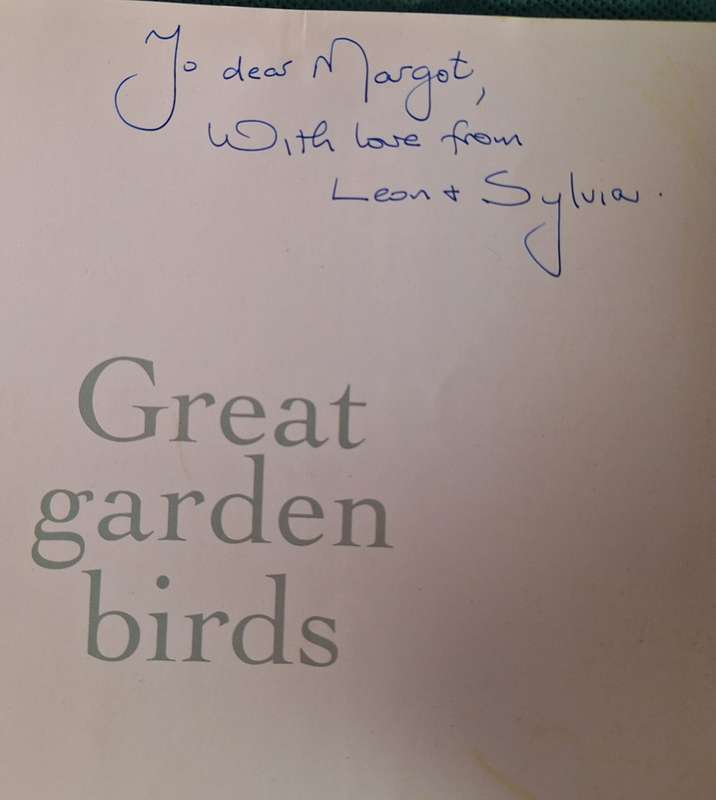 To dear Margot,
With love from
Leon + Sylvia.
Great
garden
birds